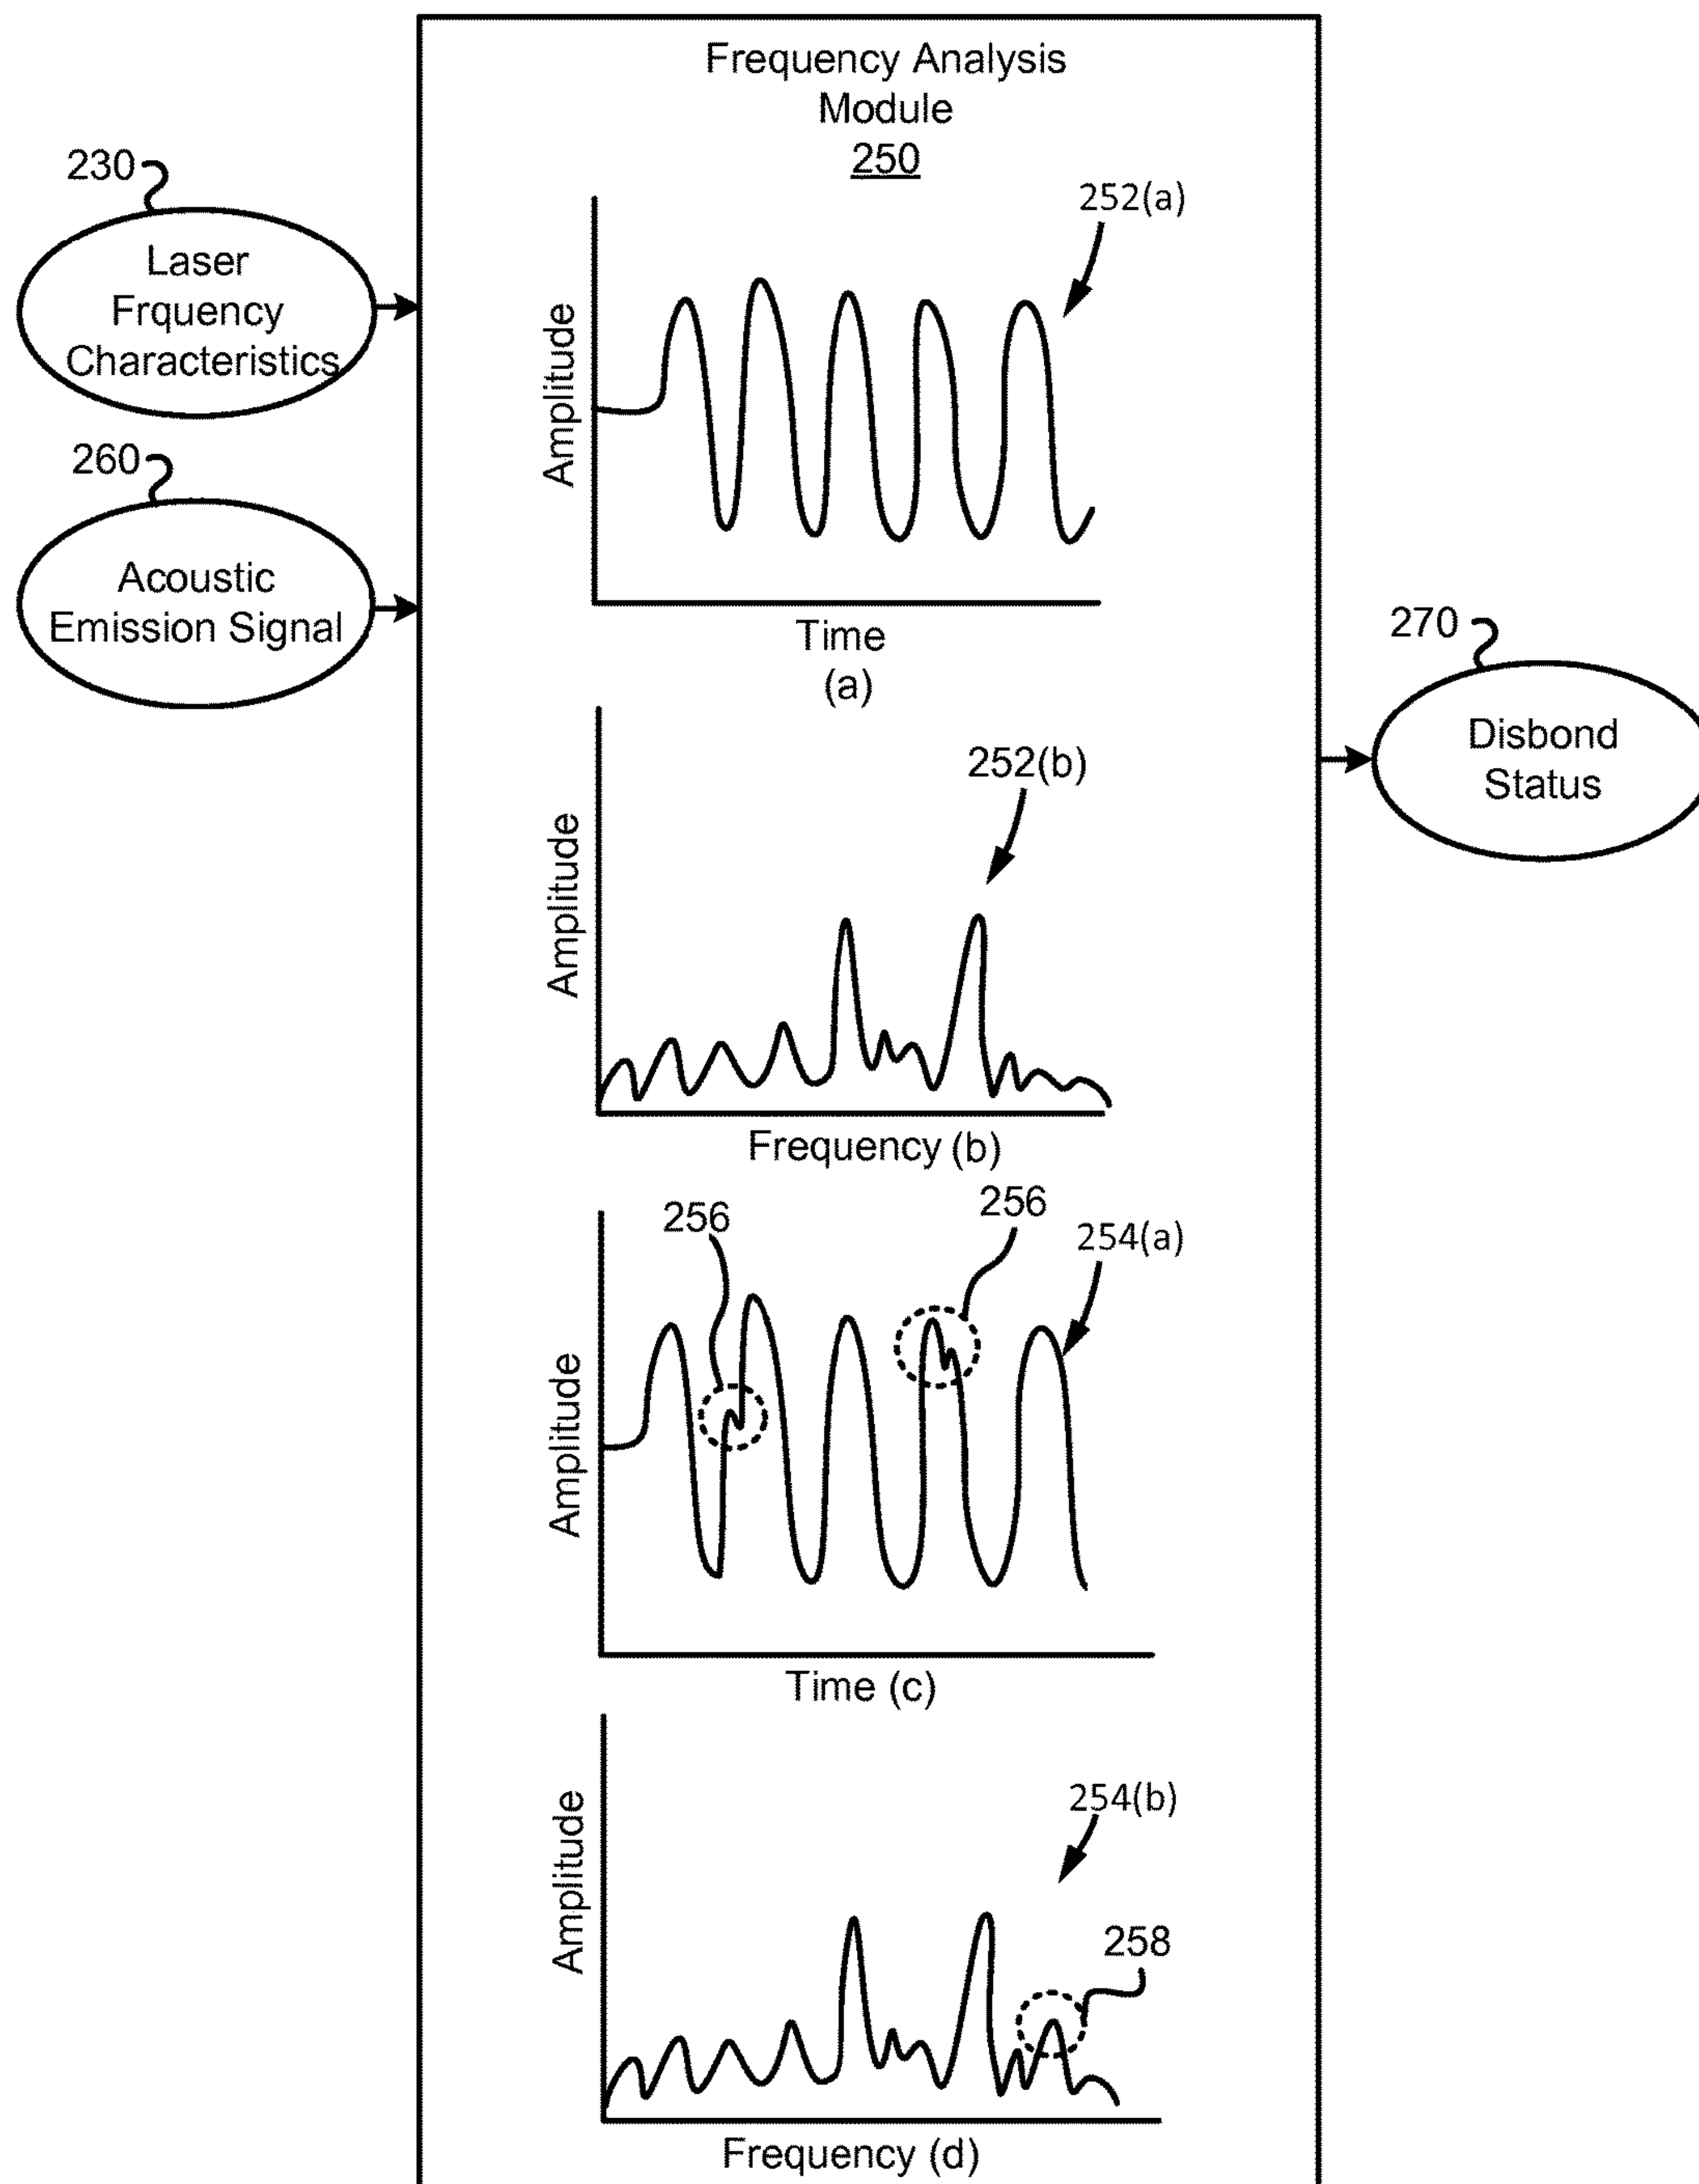 Frequency Analysis
Module
250
230
Laser
Frquency
Characteristics
260
Acoustic
Emission Signal
252(a)
Amplitude
Time
(a)
270
Disbond
Status
252(b)
Amplitude
Frequency (b)
256
256
254(a)
Amplitude
Time (c)
254(b)
258
Amplitude
Frequency (d)